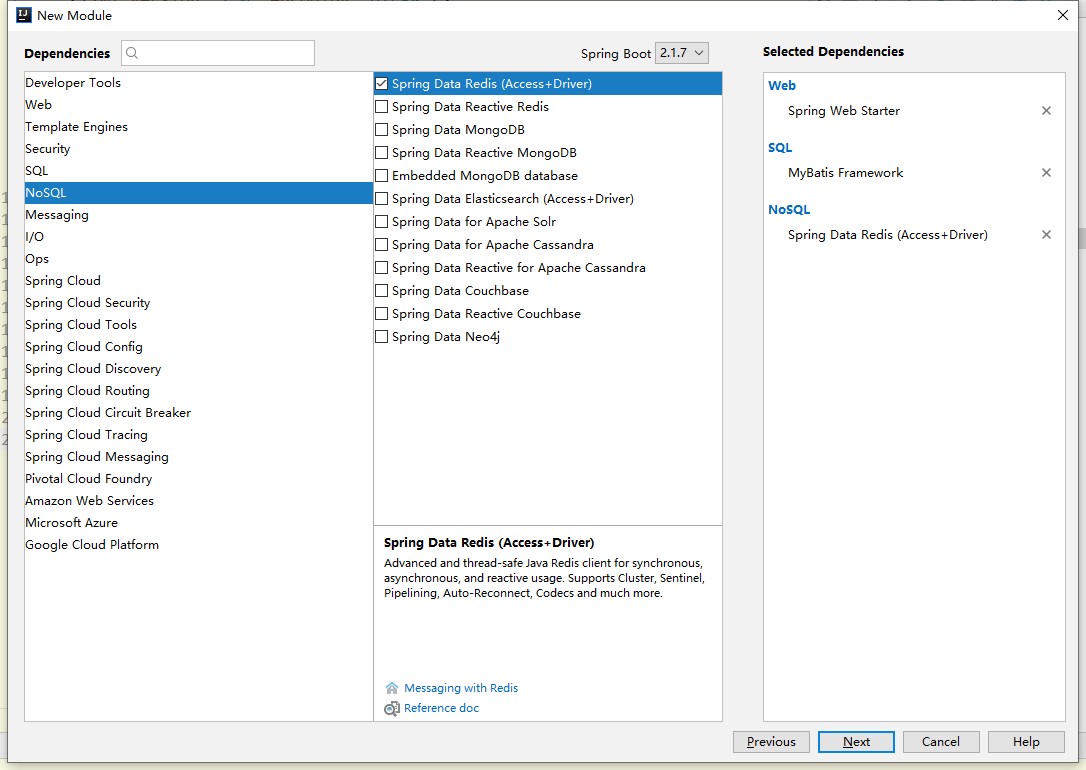 New Module
Dependencies
Spring Boot 2.1.7
Selected Dependencies
Developer Tools
Web
Template Engines
Security
SQL
NoSQL
Messaging
I/O
Ops
Spring Cloud
Spring Cloud Security
Spring Cloud Tools
Spring Cloud Config
Spring Cloud Discovery
Spring Cloud Routing
Spring Cloud Circuit Breaker
Spring Cloud Tracing
Spring Cloud Messaging
Pivotal Cloud Foundry
Amazon Web Services
Microsoft Azure
Google Cloud Platform
Spring Data Redis (Access+Driver)
Spring Data Reactive Redis
Spring Data MongoDB
Spring Data Reactive MongoDB
Embedded MongoDB database
Spring Data Elasticsearch (Access+Driver)
Spring Data for Apache Solr
Spring Data for Apache Cassandra
Spring Data Reactive for Apache Cassandra
Spring Data Couchbase
Spring Data Reactive Couchbase
Spring Data Neo4j
Spring Data Redis (Access+Driver)
Advanced and thread-safe Java Redis client for synchronous,
asynchronous, and reactive usage. Supports Cluster, Sentinel,
Pipelining, Auto-Reconnect, Codecs and much more.
Messaging with Redis
Reference doc
Web
Spring Web Starter
SQL
MyBatis Framework
NoSQL
Spring Data Redis (Access+Driver)
Previous
Next
Cancel
Help